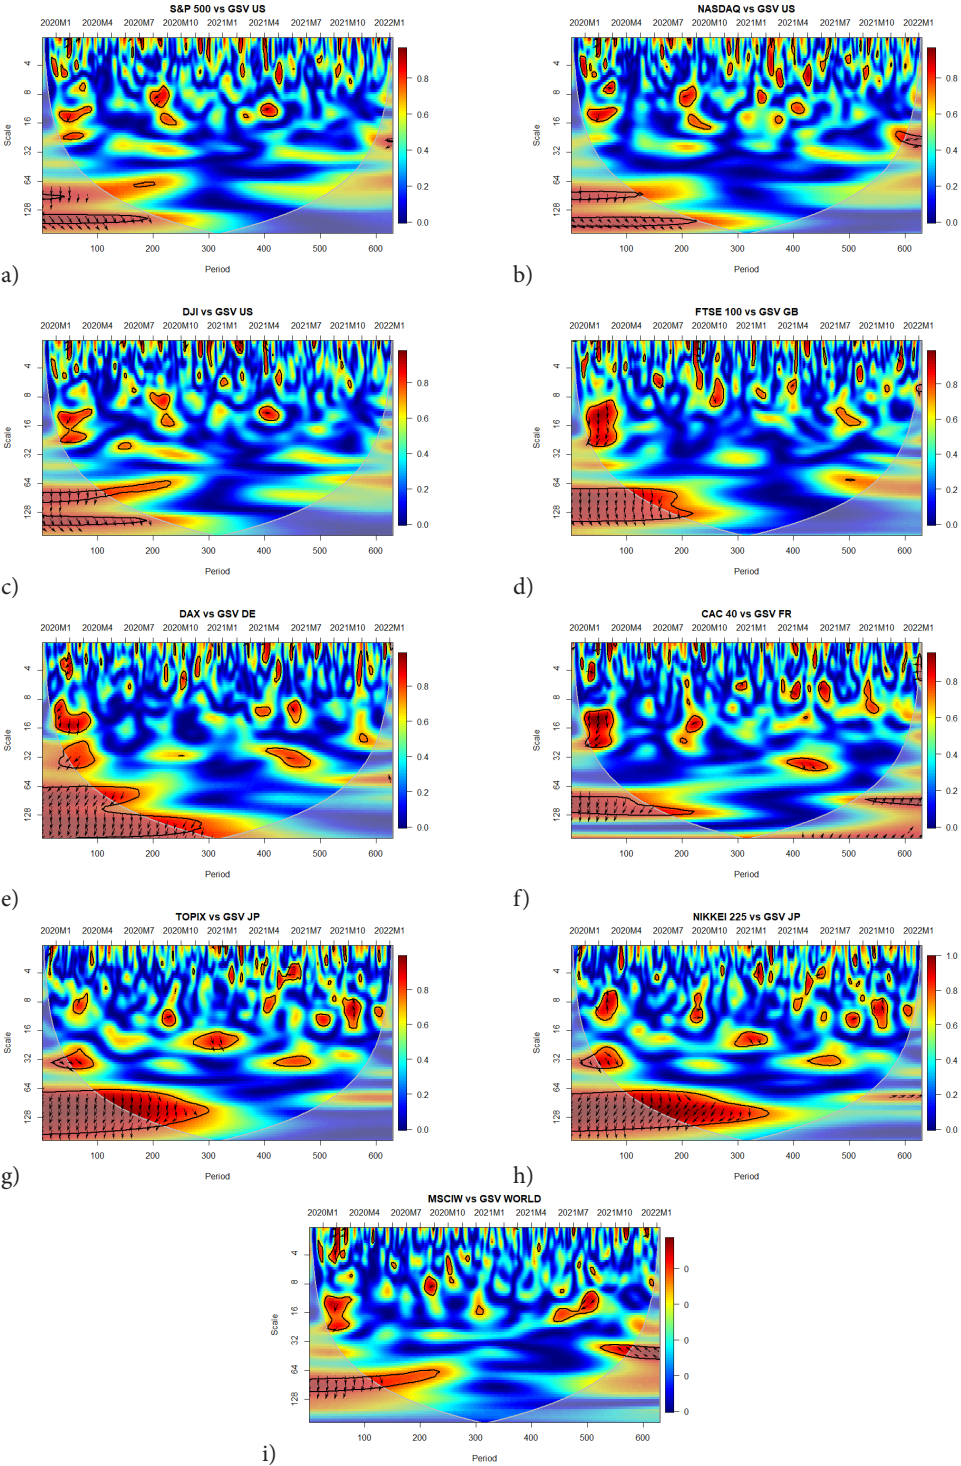 S&P 500 vs GSV US
2020M1 2020M4 2020M7 2020M10 2021M1 2021M4 2021M7 2021M10 2022M1
Scale
4
8
16
32
64
128
0.8
0.6
0.4
0.2
0.0
100 200 300 400 500 600
Period
a)
NASDAQ vs GSV US
2020M1 2020M4 2020M7 2020M10 2021M1 2021M4 2021M7 2021M10 2022M1
Scale
4
8
16
32
64
128
0.8
0.6
0.4
0.2
0.0
100 200 300 400 500 600
Period
b)
DJI vs GSV US
2020M1 2020M4 2020M7 2020M10 2021M1 2021M4 2021M7 2021M10 2022M1
Scale
4
8
16
32
64
128
0.8
0.6
0.4
0.2
0.0
100 200 300 400 500 600
Period
c)
FTSE 100 vs GSV GB
2020M1 2020M4 2020M7 2020M10 2021M1 2021M4 2021M7 2021M10 2022M1
Scale
4
8
16
32
64
128
0.8
0.6
0.4
0.2
0.0
100 200 300 400 500 600
Period
d)
DAX vs GSV DE
2020M1 2020M4 2020M7 2020M10 2021M1 2021M4 2021M7 2021M10 2022M1
Scale
4
8
16
32
64
128
0.8
0.6
0.4
0.2
0.0
100 200 300 400 500 600
Period
e)
CAC 40 vs GSV FR
2020M1 2020M4 2020M7 2020M10 2021M1 2021M4 2021M7 2021M10 2022M1
Scale
4
8
16
32
64
128
0.8
0.6
0.4
0.2
0.0
100 200 300 400 500 600
Period
f)
TOPIX vs GSV JP
2020M1 2020M4 2020M7 2020M10 2021M1 2021M4 2021M7 2021M10 2022M1
Scale
4
8
16
32
64
128
0.8
0.6
0.4
0.2
0.0
100 200 300 400 500 600
Period
g)
NIKKEI 225 vs GSV JP
2020M1 2020M4 2020M7 2020M10 2021M1 2021M4 2021M7 2021M10 2022M1
Scale
4
8
16
32
64
128
1.0
0.8
0.6
0.4
0.2
0.0
100 200 300 400 500 600
Period
h)
MSCIW vs GSV WORLD
2020M1 2020M4 2020M7 2020M10 2021M1 2021M4 2021M7 2021M10 2022M1
Scale
4
8
16
32
64
128
0
0
0
0
0
100 200 300 400 500 600
Period
i)